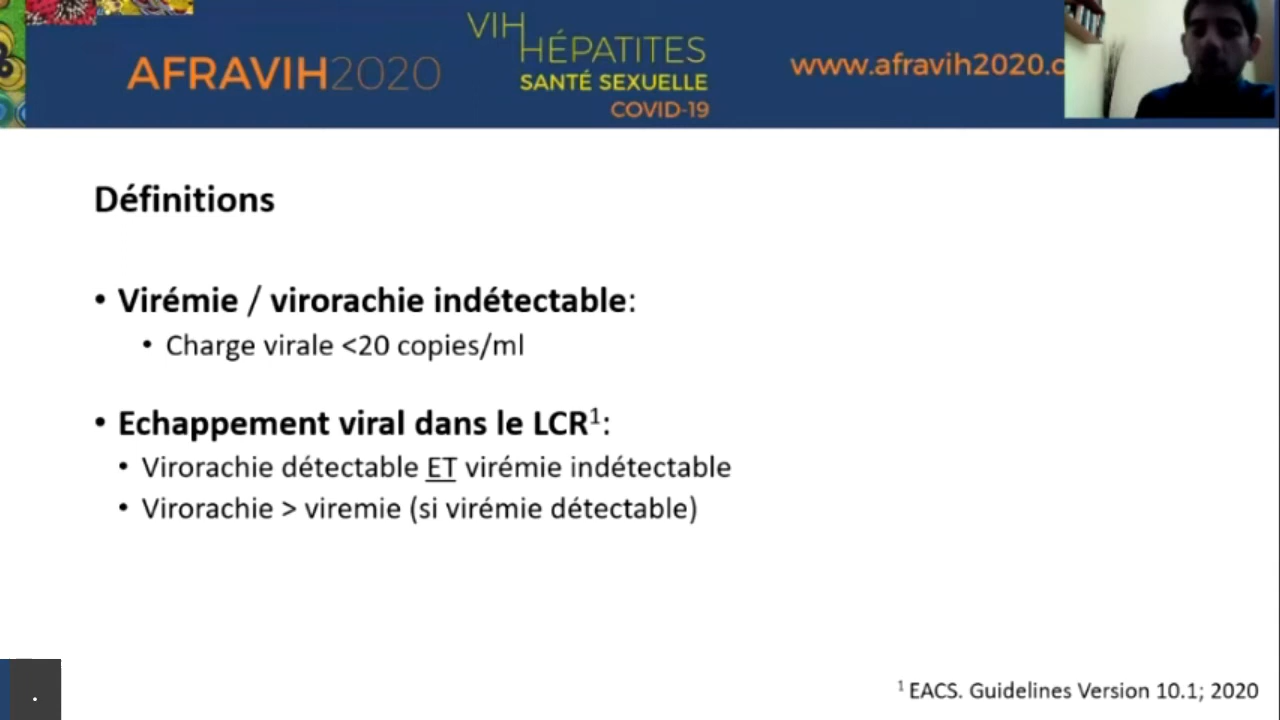 AFRAVIH2020
VIH
HÉPATITES
SANTÉ SEXUELLE
COVID-19
www.afravih2020.c
Définitions
• Virémie / virorachie indétectable:
• Charge virale <20 copies/ml
• Echappement viral dans le LCR¹:
• Virorachie détectable ET virémie indétectable
• Virorachie > viremie (si virémie détectable)
¹ EACS. Guidelines Version 10.1; 2020